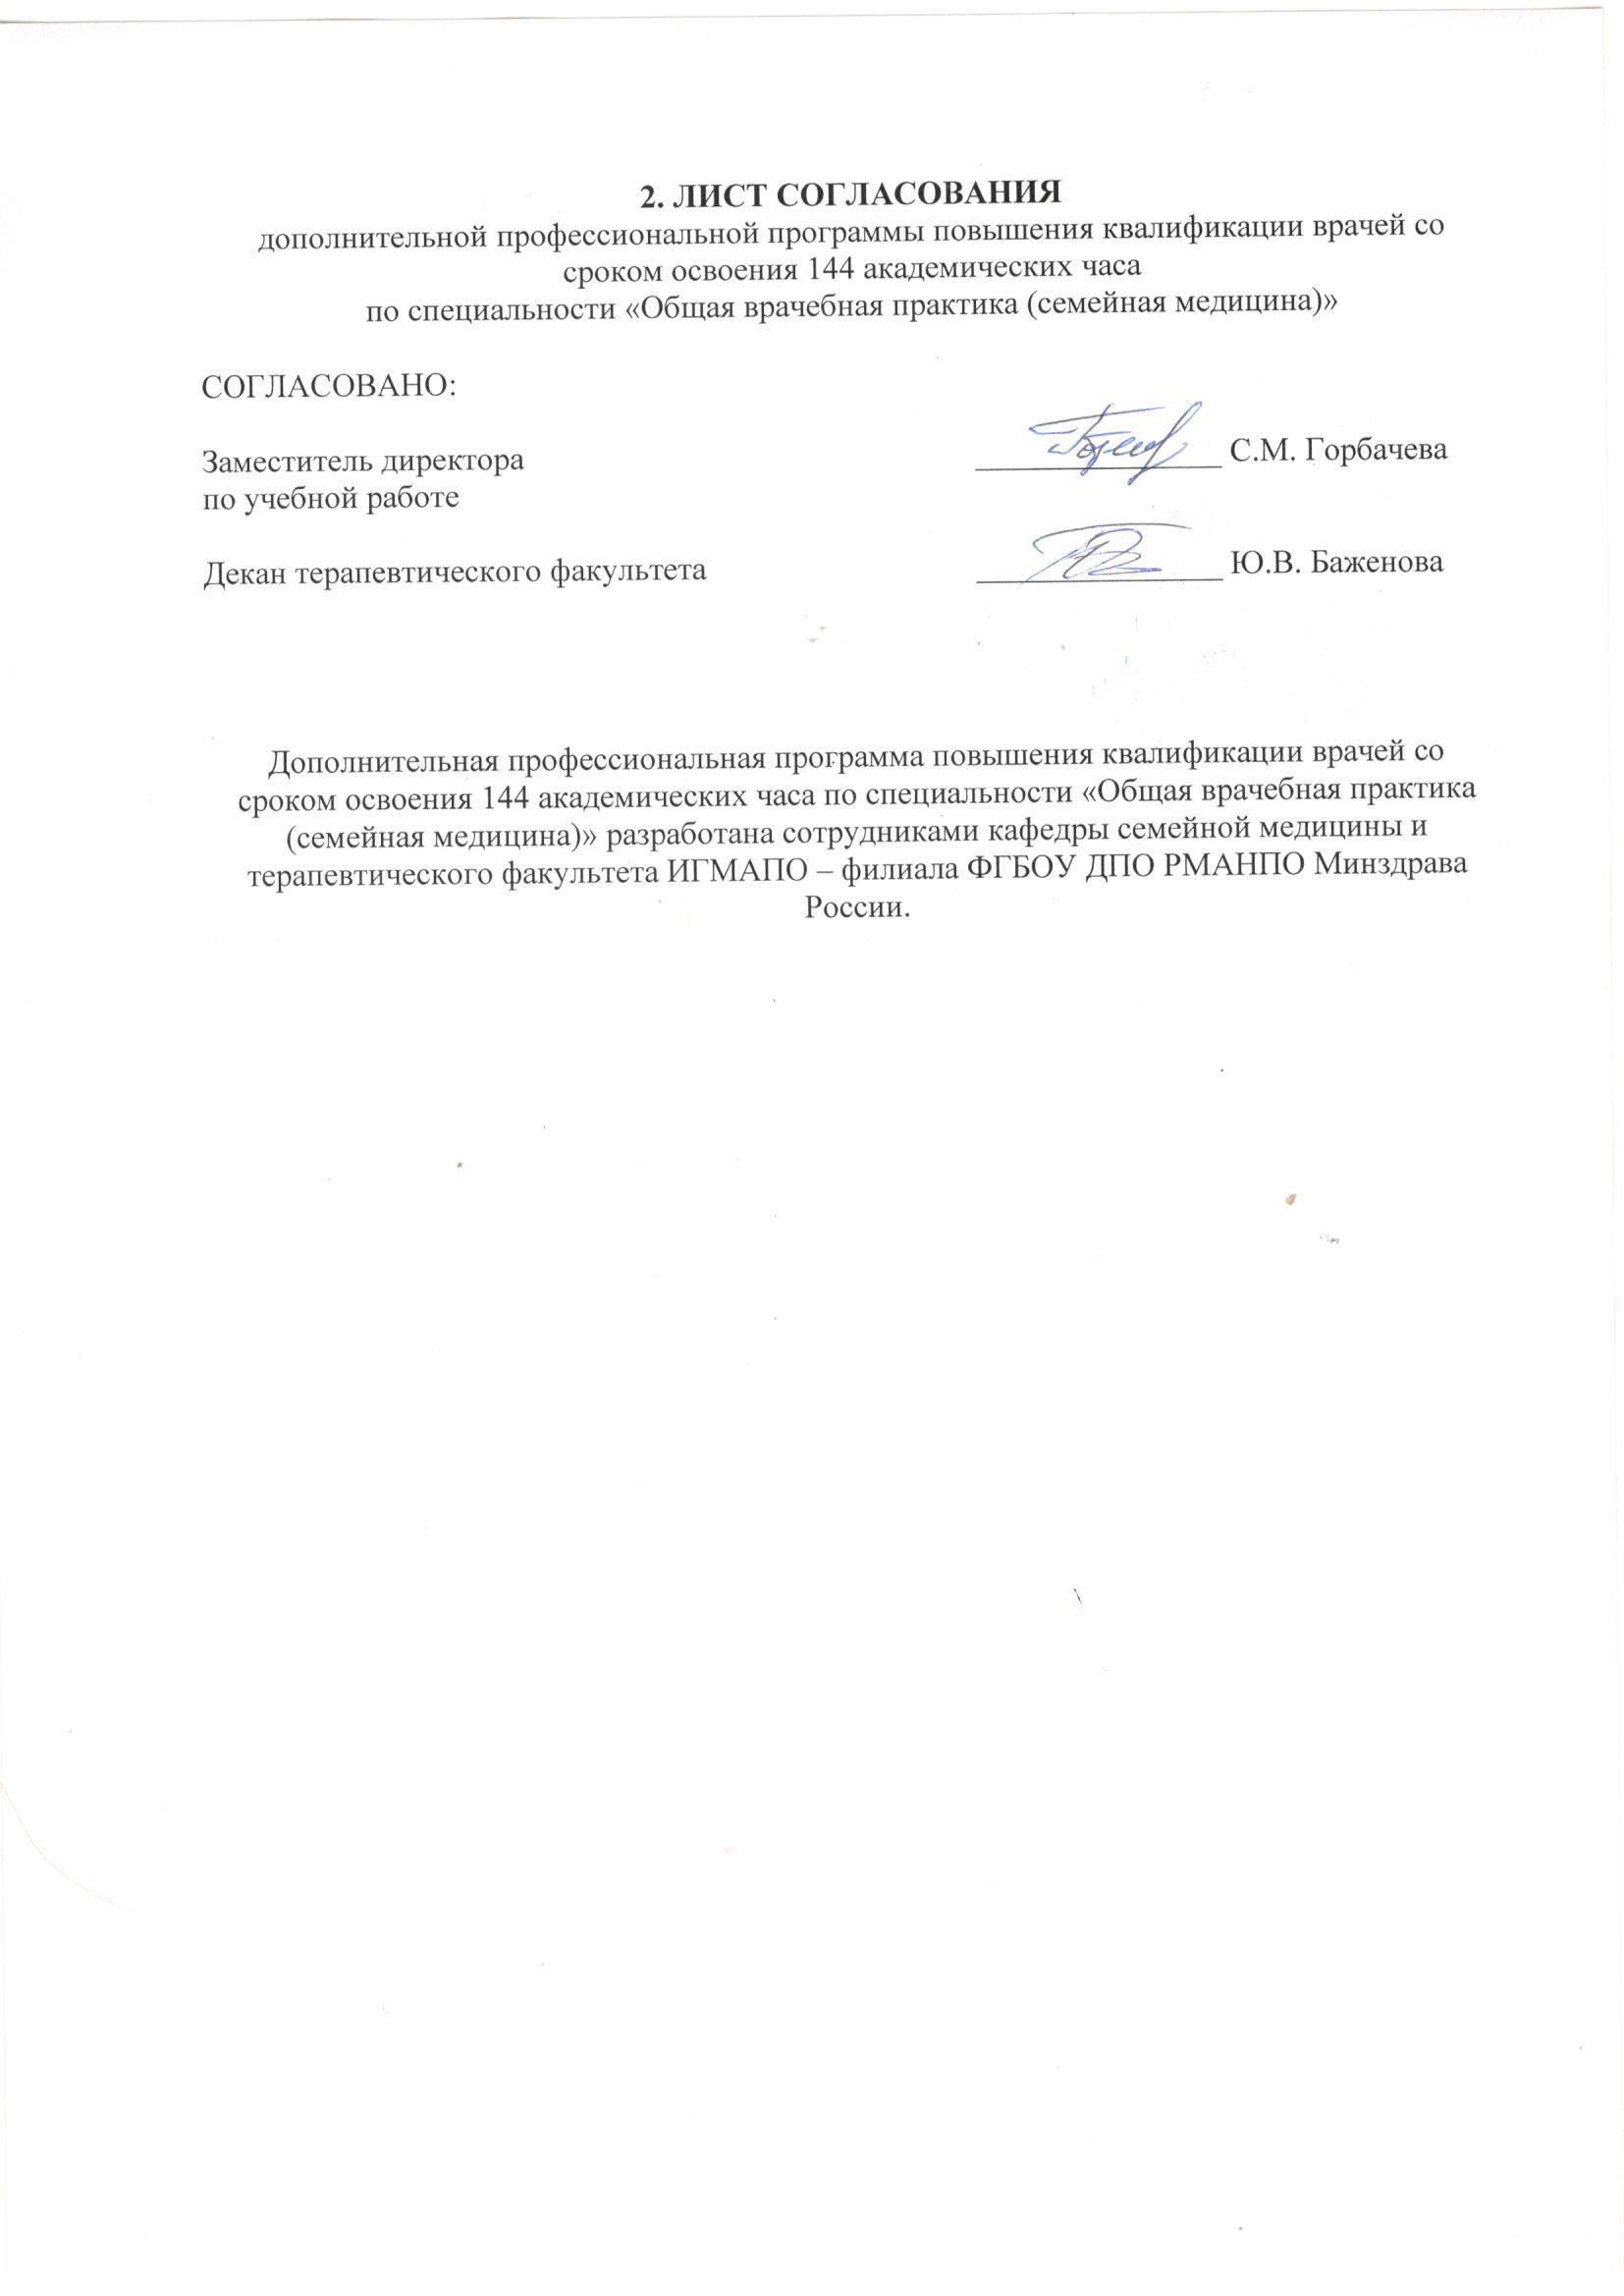 2. ЛИСТ СОГЛАСОВАНИЯ
дополнительной профессиональной программы повышения квалификации врачей со
сроком освоения 144 академических часа
по специальности «Общая врачебная практика (семейная медицина)»
СОГЛАСОВАНО:
Заместитель директора ______________ С.М. Горбачева
по учебной работе
Декан терапевтического факультета ______________ Ю.В. Баженова
Дополнительная профессиональная программа повышения квалификации врачей со
сроком освоения 144 академических часа по специальности «Общая врачебная практика
(семейная медицина)» разработана сотрудниками кафедры семейной медицины и
терапевтического факультета ИГМАПО – филиала ФГБОУ ДПО РМАНПО Минздрава
России.